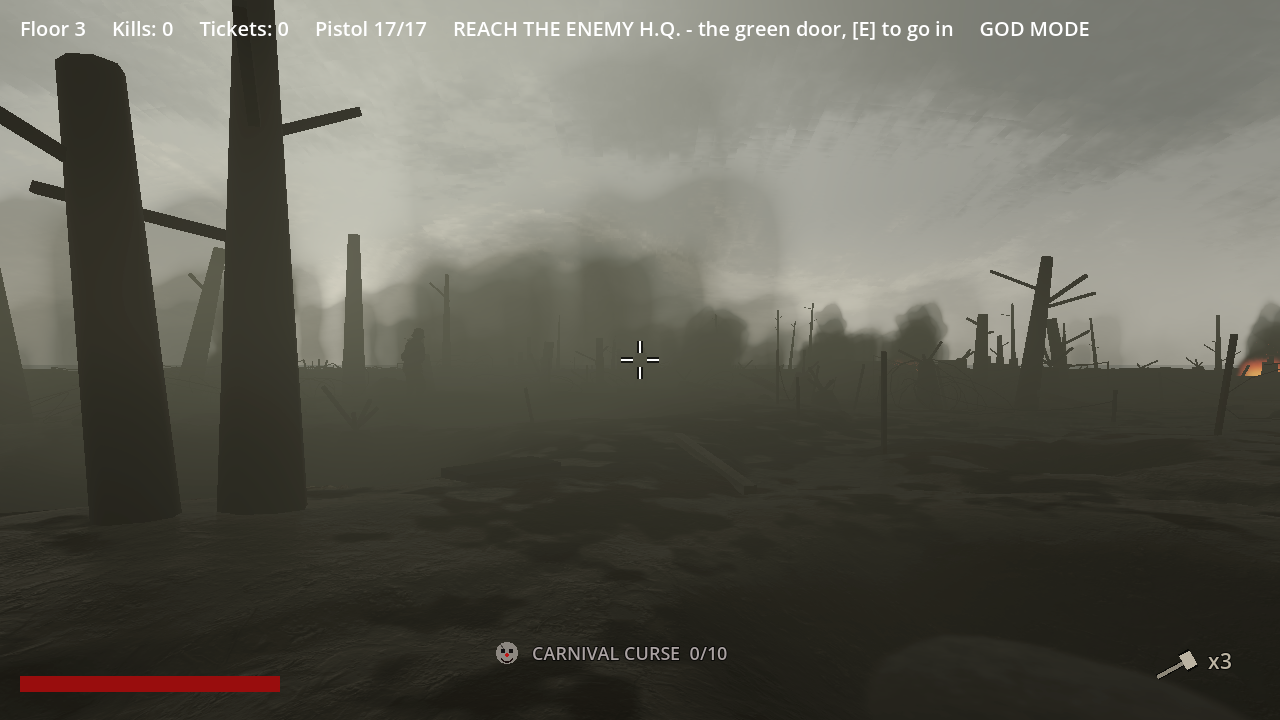 Floor 3 Kills: 0 Tickets: 0 Pistol 17/17 REACH THE ENEMY H.Q. - the green door, [E] to go in GOD MODE
CARNIVAL CURSE 0/10
x3